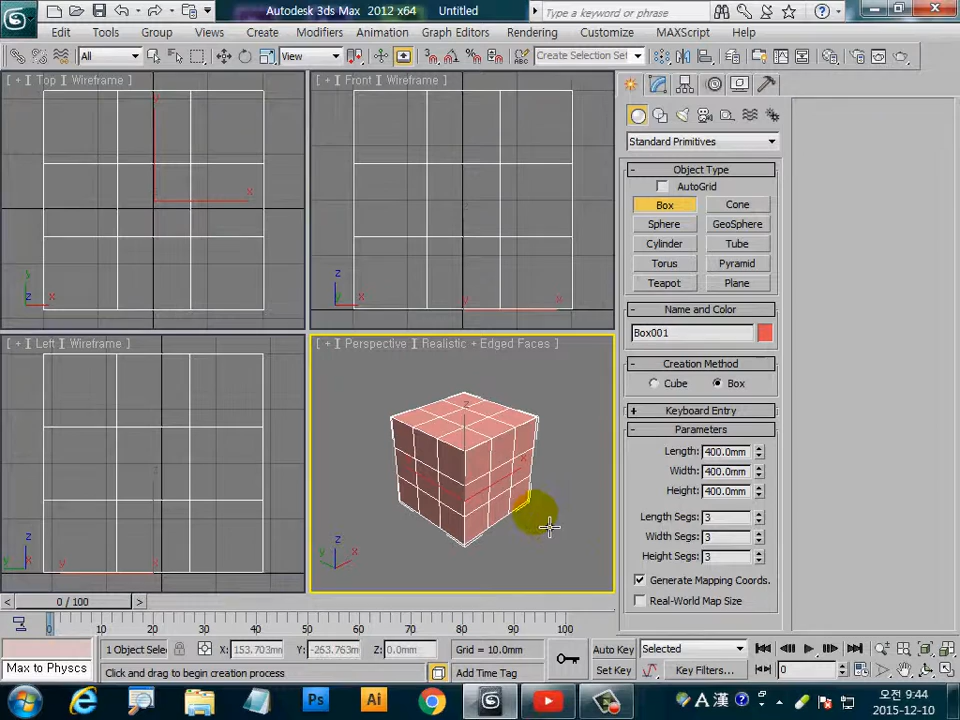 Autodesk 3ds Max 2012 x64 Untitled
Type a keyword or phrase
Edit Tools Group Views Create Modifiers Animation Graph Editors Rendering Customize MAXScript Help
All
View
Create Selection Set
[ + ][ Top ][ Wireframe ]
[ + ][ Front ][ Wireframe ]
[ + ][ Left ][ Wireframe ]
[ + ][ Perspective ][ Realistic + Edged Faces ]
Standard Primitives
Object Type
AutoGrid
Box Cone
Sphere GeoSphere
Cylinder Tube
Torus Pyramid
Teapot Plane
Name and Color
Box001
Creation Method
Cube Box
Keyboard Entry
Parameters
Length: 400.0mm
Width: 400.0mm
Height: 400.0mm
Length Segs: 3
Width Segs: 3
Height Segs: 3
Generate Mapping Coords.
Real-World Map Size
0 / 100
0 10 20 30 40 50 60 70 80 90 100
1 Object Selec
X: 153.703mm Y: -263.763m Z: 0.0mm
Grid = 10.0mm
Auto Key Selected
Max to Physcs
Click and drag to begin creation process
Add Time Tag
Set Key Key Filters...
0
Ps Ai
A 漢
오전 9:44
2015-12-10